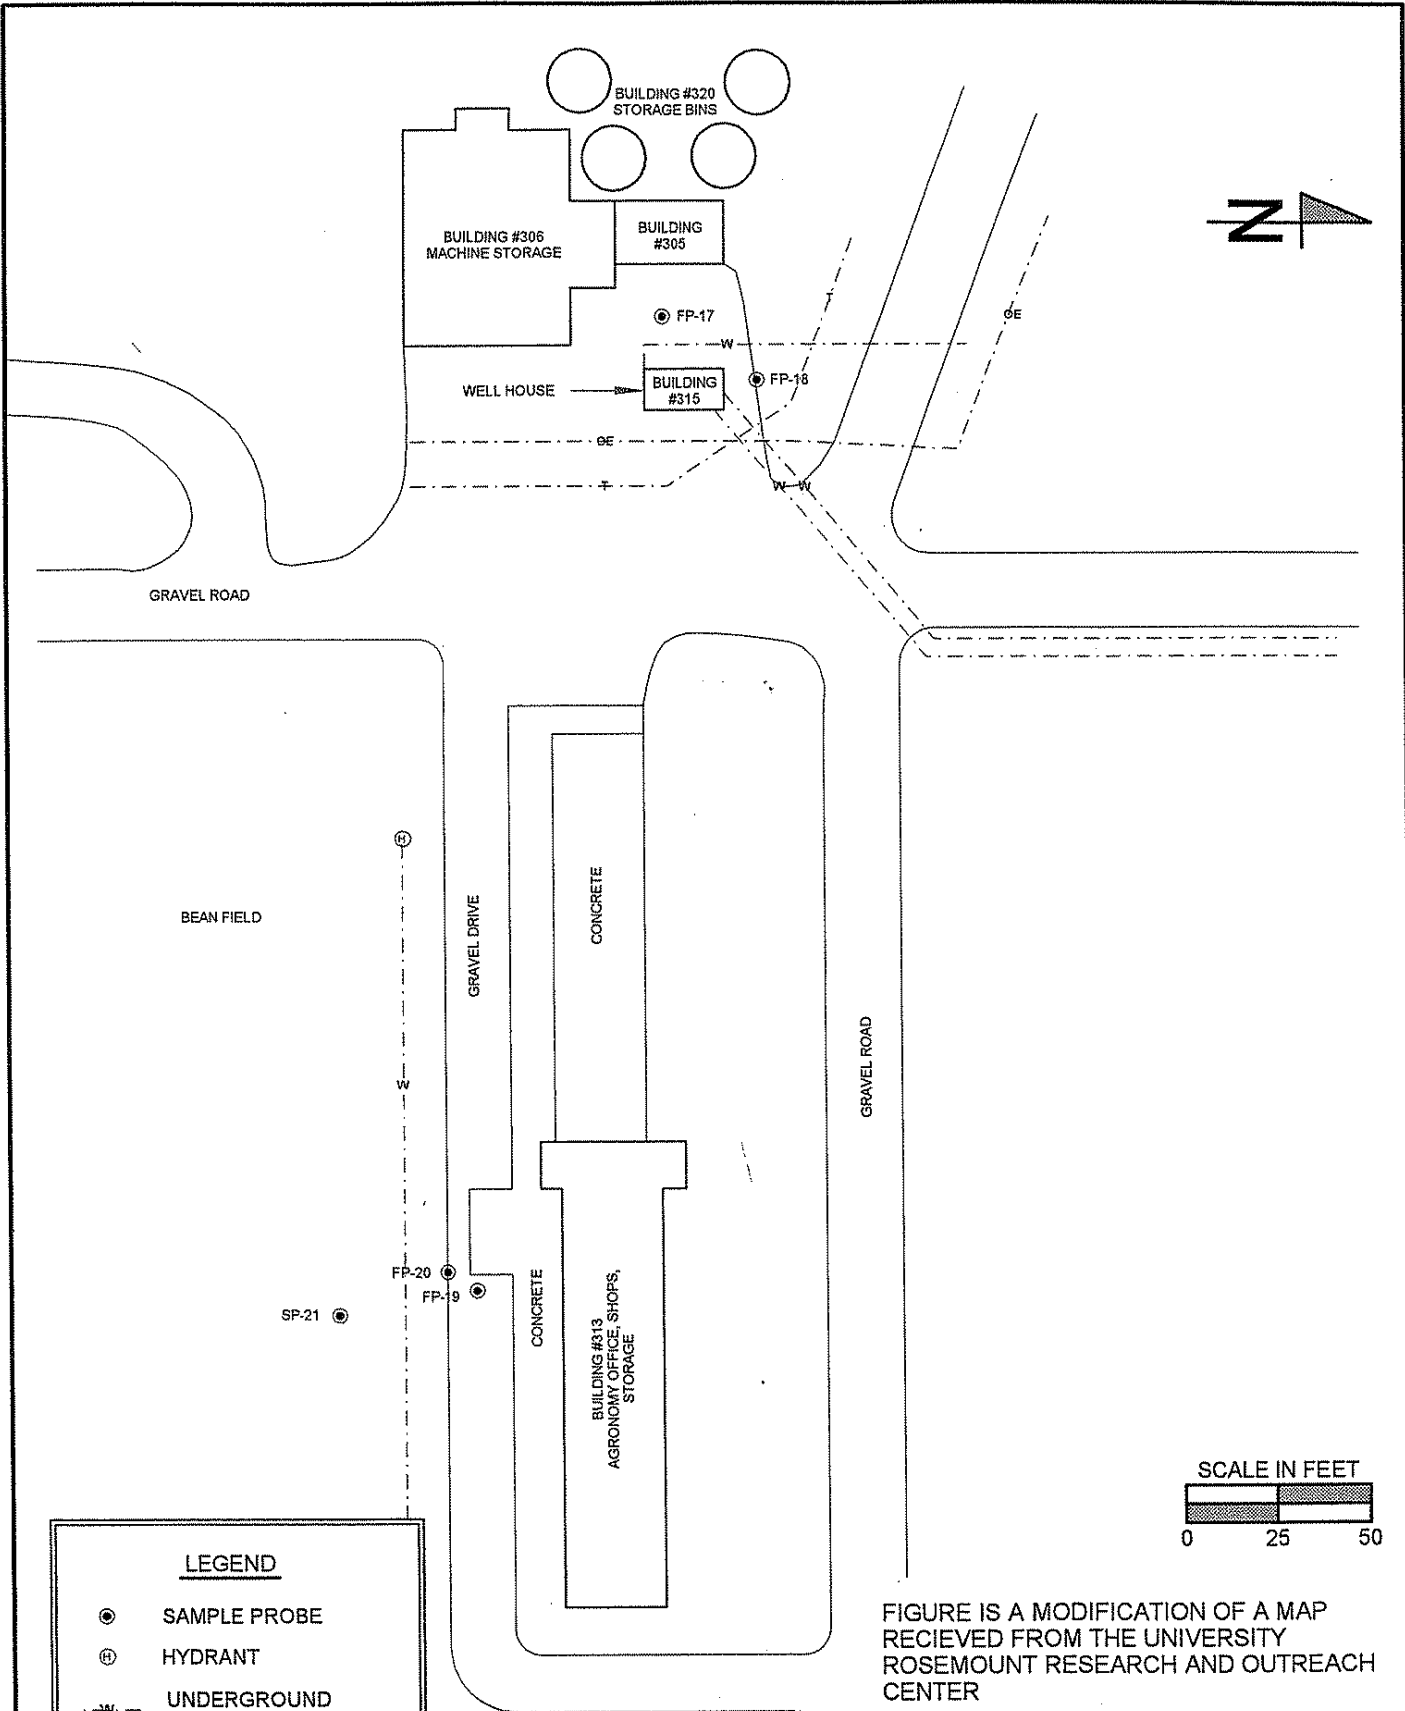 BUILDING #320
STORAGE BINS
BUILDING #306
MACHINE STORAGE
BUILDING
#305
N
T
OE
FP-17
W
FP-18
WELL HOUSE
BUILDING
#315
OE
T
W W
GRAVEL ROAD
H
BEAN FIELD
GRAVEL DRIVE
CONCRETE
GRAVEL ROAD
W
FP-20
FP-19
SP-21
CONCRETE
BUILDING #313
AGRONOMY OFFICE, SHOPS,
STORAGE
SCALE IN FEET
0 25 50
LEGEND
SAMPLE PROBE
H HYDRANT
W UNDERGROUND
FIGURE IS A MODIFICATION OF A MAP
RECIEVED FROM THE UNIVERSITY
ROSEMOUNT RESEARCH AND OUTREACH
CENTER